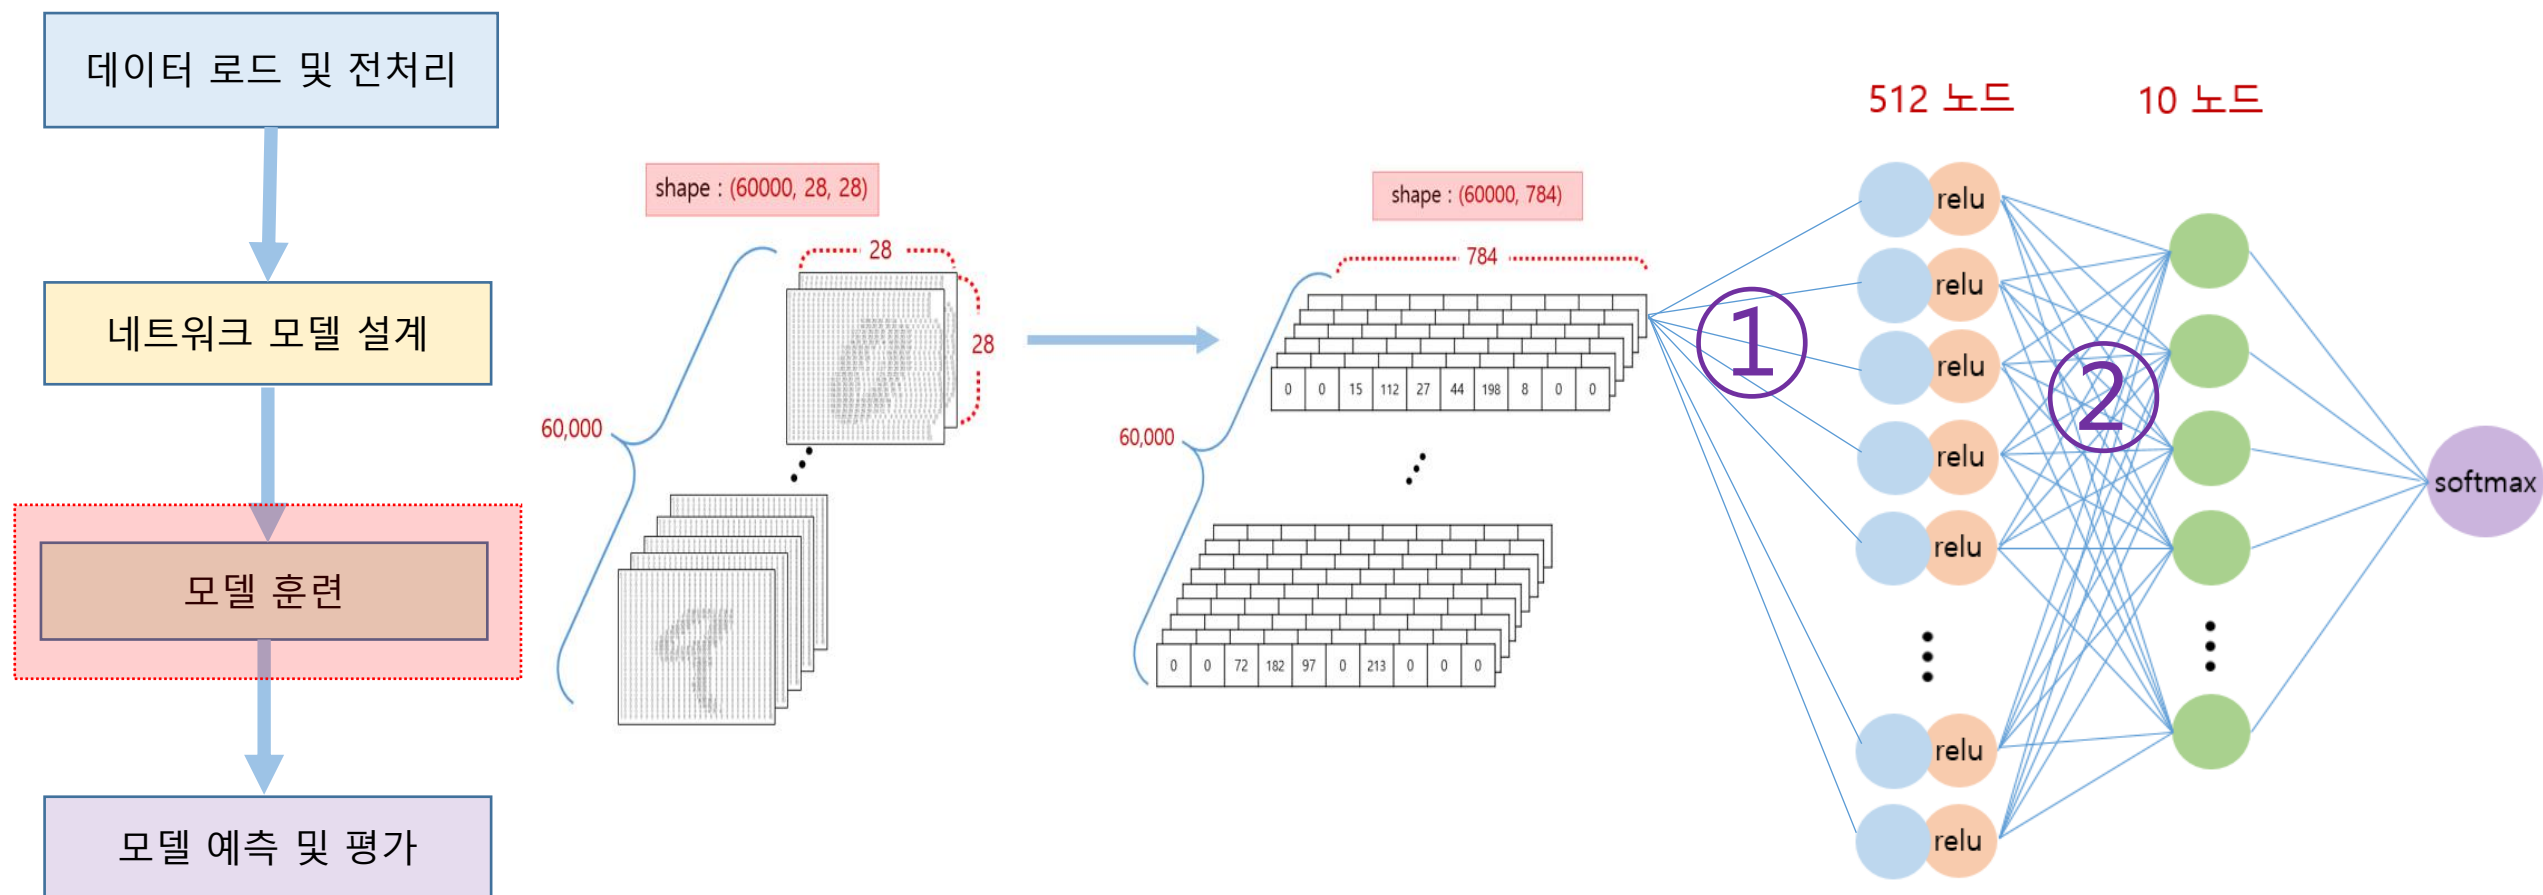 데이터 로드 및 전처리
네트워크 모델 설계
모델 훈련
모델 예측 및 평가
shape : (60000, 28, 28)
28
28
60,000
shape : (60000, 784)
784
60,000
0 0 15 112 27 44 198 8 0 0
0 0 72 182 97 0 213 0 0 0
①
512 노드
relu
relu
relu
relu
relu
relu
relu
②
10 노드
softmax